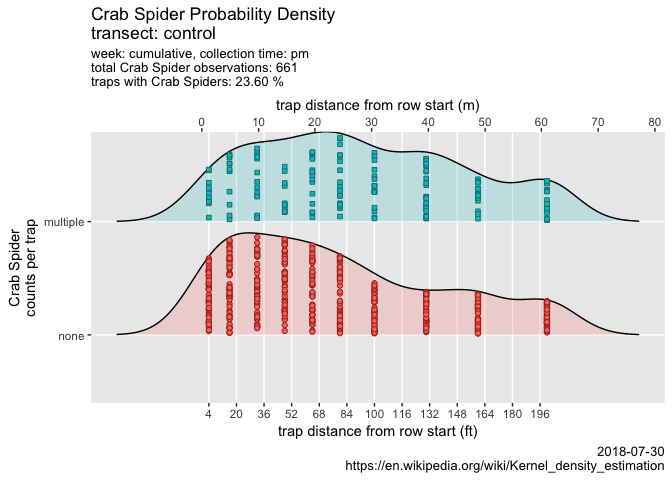 Crab Spider Probability Density
transect: control
week: cumulative, collection time: pm
total Crab Spider observations: 661
traps with Crab Spiders: 23.60 %
trap distance from row start (m)
0 10 20 30 40 50 60 70 80
Crab Spider
counts per trap
multiple
none
4 20 36 52 68 84 100 116 132 148 164 180 196
trap distance from row start (ft)
2018-07-30
https://en.wikipedia.org/wiki/Kernel_density_estimation